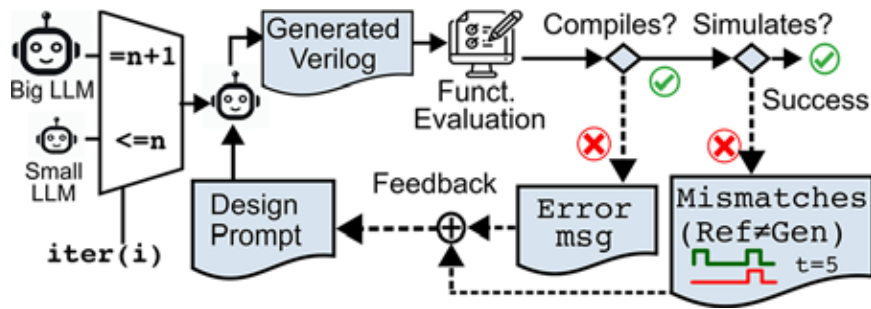 Big LLM
=n+1
Small
LLM
<=n
iter(i)
Generated
Verilog
Funct.
Evaluation
Compiles?
Simulates?
Success
Design
Prompt
Feedback
Error
msg
Mismatches
(Ref≠Gen)
t=5